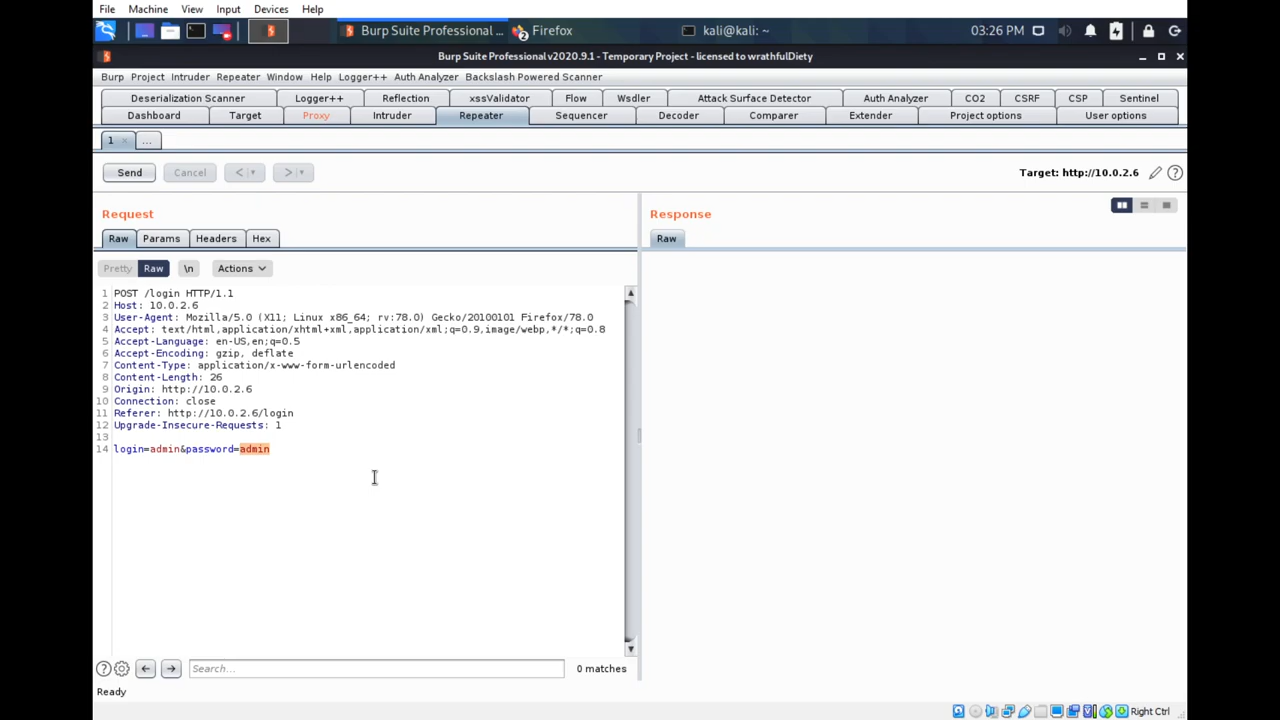 File Machine View Input Devices Help
Burp Suite Professional ... 2 Firefox kali@kali: ~ 03:26 PM
Burp Suite Professional v2020.9.1 - Temporary Project - licensed to wrathfulDiety
Burp Project Intruder Repeater Window Help Logger++ Auth Analyzer Backslash Powered Scanner
Deserialization Scanner Logger++ Reflection xssValidator Flow Wsdler Attack Surface Detector Auth Analyzer CO2 CSRF CSP Sentinel
Dashboard Target Proxy Intruder Repeater Sequencer Decoder Comparer Extender Project options User options
1 × ...
Send Cancel < > Target: http://10.0.2.6 ?
Request Response
Raw Params Headers Hex Raw
Pretty Raw \n Actions
1 POST /login HTTP/1.1
2 Host: 10.0.2.6
3 User-Agent: Mozilla/5.0 (X11; Linux x86_64; rv:78.0) Gecko/20100101 Firefox/78.0
4 Accept: text/html,application/xhtml+xml,application/xml;q=0.9,image/webp,*/*;q=0.8
5 Accept-Language: en-US,en;q=0.5
6 Accept-Encoding: gzip, deflate
7 Content-Type: application/x-www-form-urlencoded
8 Content-Length: 26
9 Origin: http://10.0.2.6
10 Connection: close
11 Referer: http://10.0.2.6/login
12 Upgrade-Insecure-Requests: 1
13
14 login=admin&password=admin
? Search... 0 matches
Ready
Right Ctrl